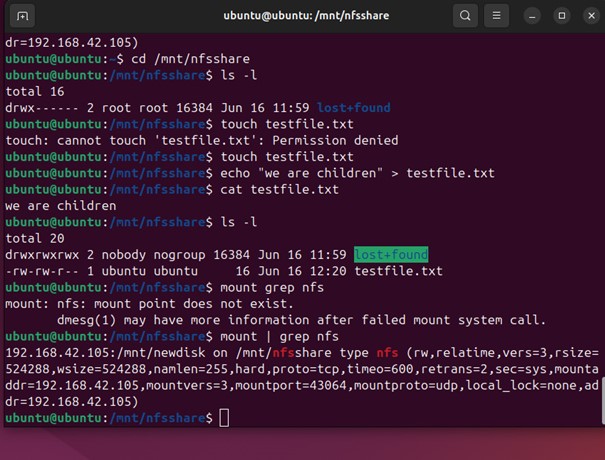 ubuntu@ubuntu: /mnt/nfsshare
dr=192.168.42.105)
ubuntu@ubuntu:~$ cd /mnt/nfsshare
ubuntu@ubuntu:/mnt/nfsshare$ ls -l
total 16
drwx------ 2 root root 16384 Jun 16 11:59 lost+found
ubuntu@ubuntu:/mnt/nfsshare$ touch testfile.txt
touch: cannot touch 'testfile.txt': Permission denied
ubuntu@ubuntu:/mnt/nfsshare$ touch testfile.txt
ubuntu@ubuntu:/mnt/nfsshare$ echo "we are children" > testfile.txt
ubuntu@ubuntu:/mnt/nfsshare$ cat testfile.txt
we are children
ubuntu@ubuntu:/mnt/nfsshare$ ls -l
total 20
drwxrwxrwx 2 nobody nogroup 16384 Jun 16 11:59 lost+found
-rw-rw-r-- 1 ubuntu ubuntu     16 Jun 16 12:20 testfile.txt
ubuntu@ubuntu:/mnt/nfsshare$ mount grep nfs
mount: nfs: mount point does not exist.
       dmesg(1) may have more information after failed mount system call.
ubuntu@ubuntu:/mnt/nfsshare$ mount | grep nfs
192.168.42.105:/mnt/newdisk on /mnt/nfsshare type nfs (rw,relatime,vers=3,rsize=
524288,wsize=524288,namlen=255,hard,proto=tcp,timeo=600,retrans=2,sec=sys,mounta
ddr=192.168.42.105,mountvers=3,mountport=43064,mountproto=udp,local_lock=none,ad
dr=192.168.42.105)
ubuntu@ubuntu:/mnt/nfsshare$